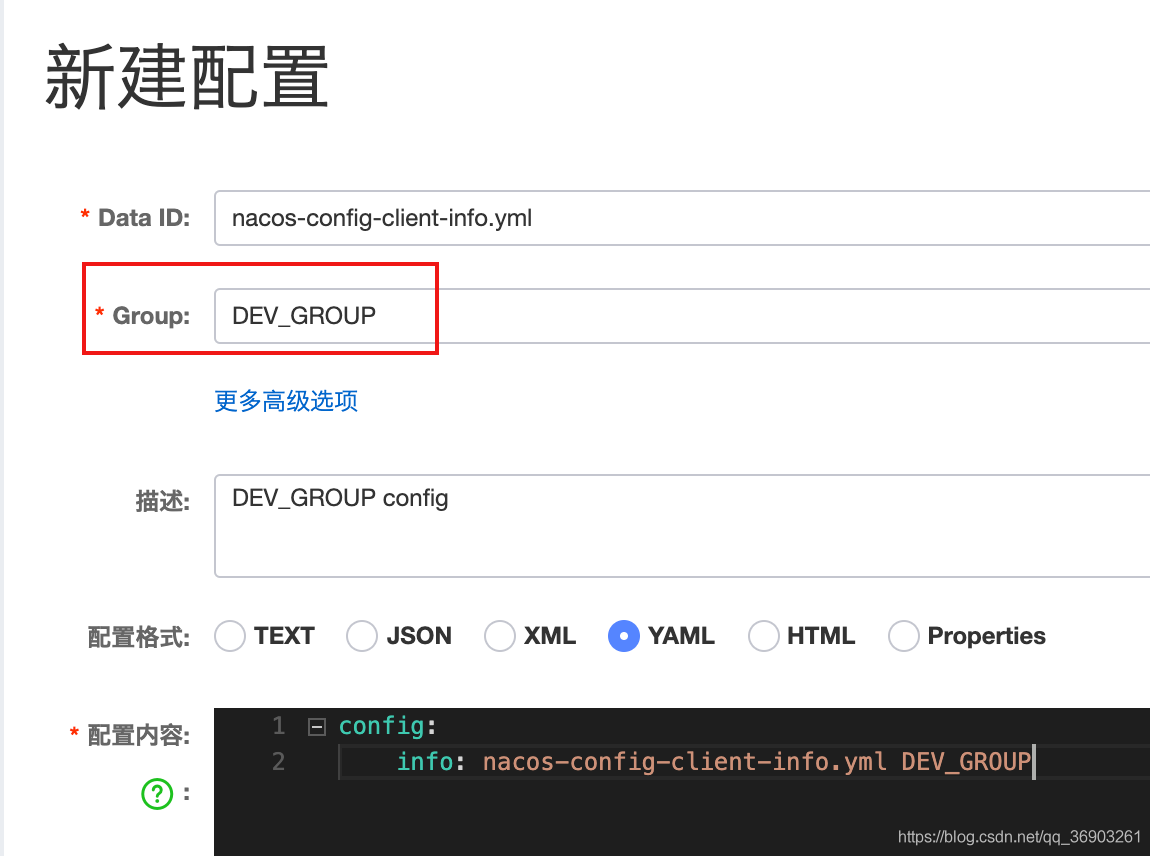 新建配置
* Data ID: nacos-config-client-info.yml
* Group: DEV_GROUP
更多高级选项
描述: DEV_GROUP config
配置格式: TEXT JSON XML YAML HTML Properties
* 配置内容: 1 config:
2 info: nacos-config-client-info.yml DEV_GROUP
? :
https://blog.csdn.net/qq_36903261